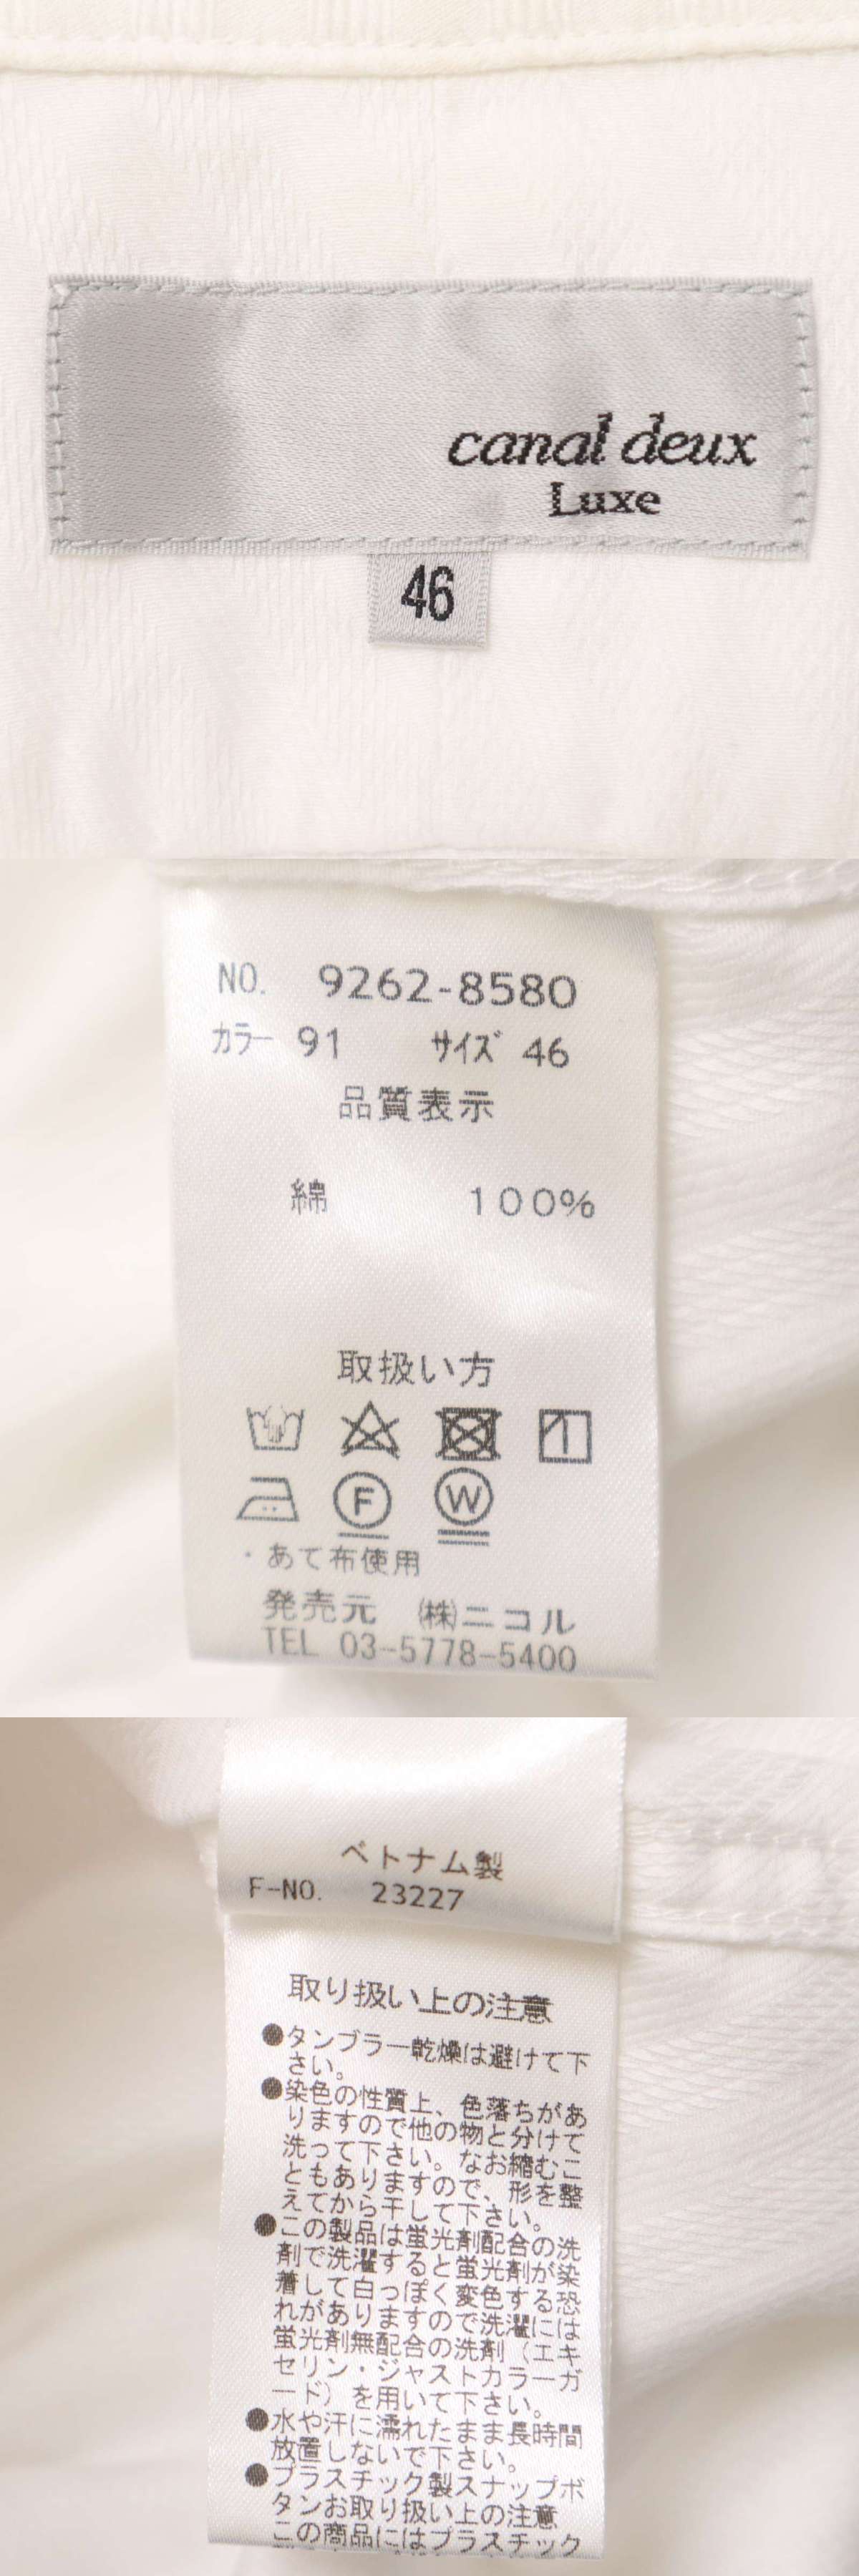 canal deux
Luxe
46
NO. 9262-8580
カラー 91 サイズ 46
品質表示
綿 100%
取扱い方
F W
・あて布使用
発売元 ㈱ニコル
TEL 03-5778-5400
ベトナム製
F-NO. 23227
取り扱い上の注意
●タンブラー乾燥は避けて下
さい。
●染色の性質上、色落ちがあ
りますので他の物と分けて
洗って下さい。なお縮むこ
ともありますので、形を整
えてから干して下さい。
●この製品は蛍光剤配合の洗
剤で洗濯すると蛍光剤が染
着して白っぽく変色する恐
れがありますので洗濯には
蛍光剤無配合の洗剤（エキ
セリン・ジャストカラーガ
ード）を用いて下さい。
●水や汗に濡れたまま長時間
放置しないで下さい。
●プラスチック製スナップボ
タンお取り扱い上の注意
この商品にはプラスチック